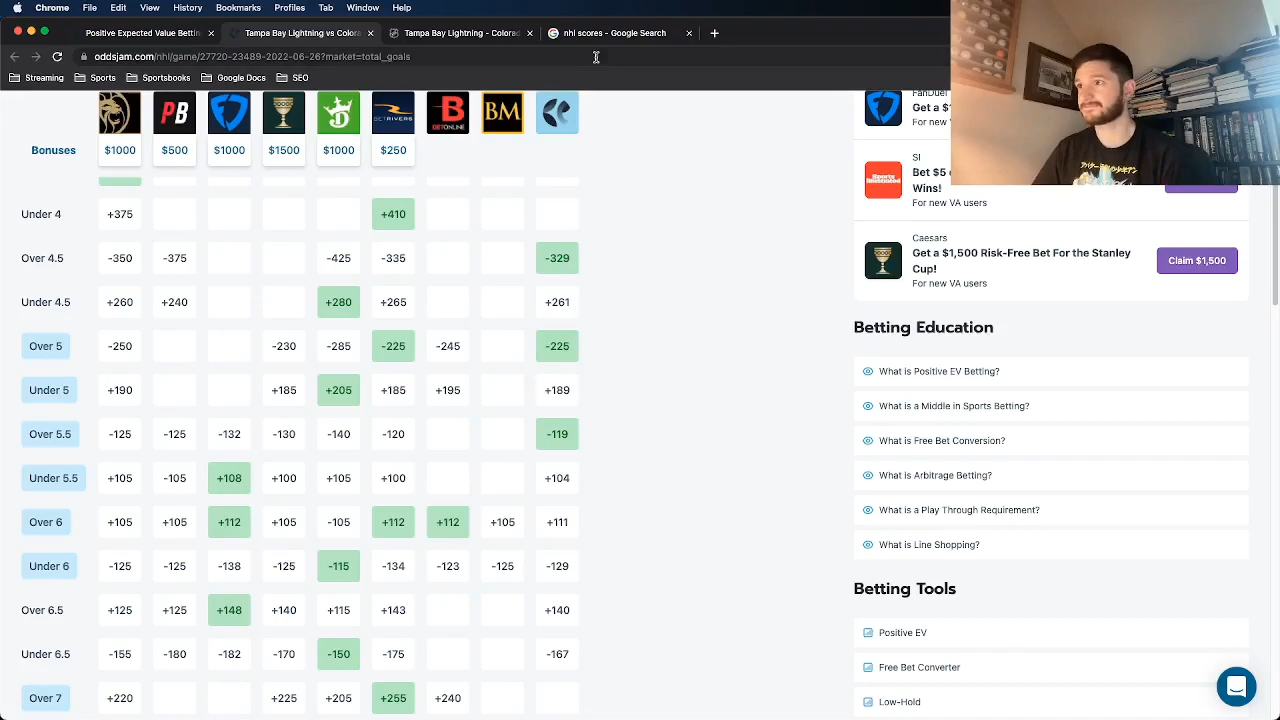 Chrome File Edit View History Bookmarks Profiles Tab Window Help
Positive Expected Value Bettin × Tampa Bay Lightning vs Colora × Tampa Bay Lightning - Colorad × nhl scores - Google Search × +
oddsjam.com/nhl/game/27720-23489-2022-06-26?market=total_goals
Streaming Sports Sportsbooks Google Docs SEO
PB BETRIVERS B BETONLINE BM
Bonuses $1000 $500 $1000 $1500 $1000 $250
Under 4 +375 +410
Over 4.5 -350 -375 -425 -335 -329
Under 4.5 +260 +240 +280 +265 +261
Over 5 -250 -230 -285 -225 -245 -225
Under 5 +190 +185 +205 +185 +195 +189
Over 5.5 -125 -125 -132 -130 -140 -120 -119
Under 5.5 +105 -105 +108 +100 +105 +100 +104
Over 6 +105 +105 +112 +105 -105 +112 +112 +105 +111
Under 6 -125 -125 -138 -125 -115 -134 -123 -125 -129
Over 6.5 +125 +125 +148 +140 +115 +143 +140
Under 6.5 -155 -180 -182 -170 -150 -175 -167
Over 7 +220 +225 +205 +255 +240
FanDuel
Get a $1
For new V
Sports Illustrated
SI
Bet $5
Wins!
For new VA users
Caesars
Get a $1,500 Risk-Free Bet For the Stanley
Cup!
For new VA users
Claim $1,500
Betting Education
What is Positive EV Betting?
What is a Middle in Sports Betting?
What is Free Bet Conversion?
What is Arbitrage Betting?
What is a Play Through Requirement?
What is Line Shopping?
Betting Tools
Positive EV
Free Bet Converter
Low-Hold